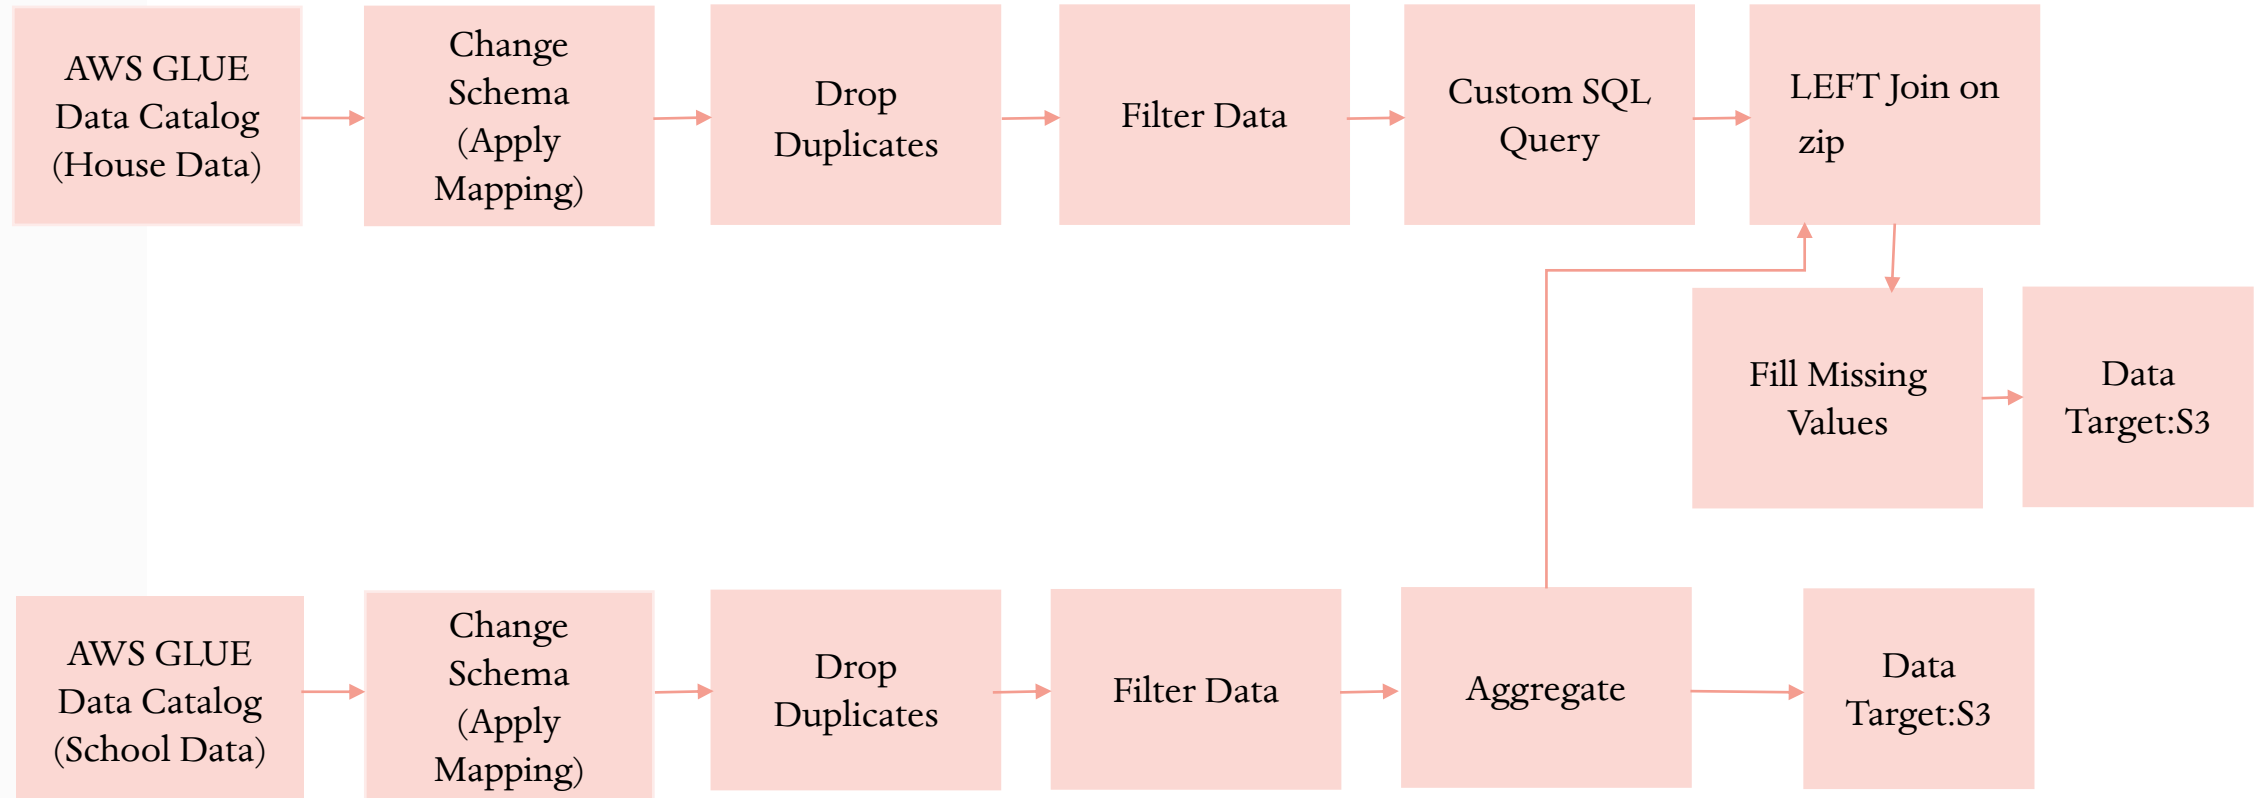 AWS GLUE
Data Catalog
(House Data)
Change
Schema
(Apply
Mapping)
Drop
Duplicates
Filter Data
Custom SQL
Query
LEFT Join on
zip
Fill Missing
Values
Data
Target:S3
AWS GLUE
Data Catalog
(School Data)
Change
Schema
(Apply
Mapping)
Drop
Duplicates
Filter Data
Aggregate
Data
Target:S3